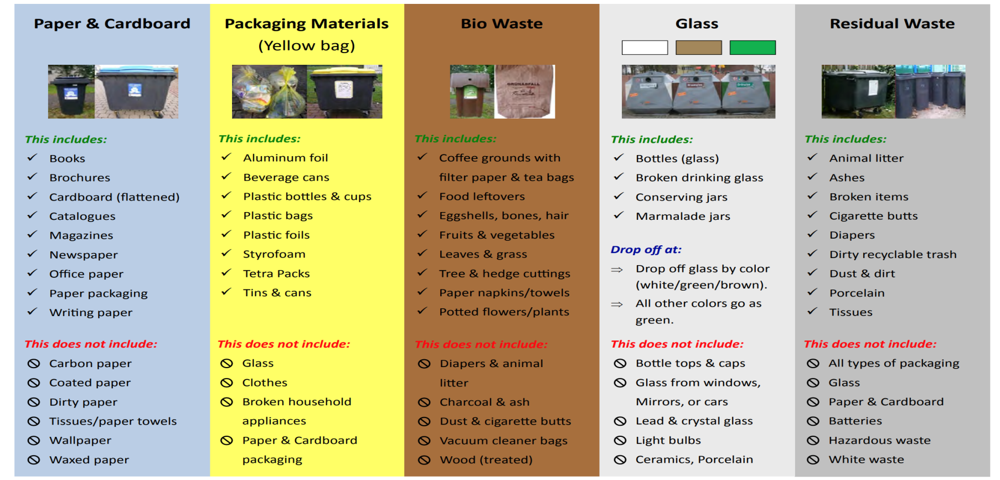 Paper & Cardboard
This includes:
Books
Brochures
Cardboard (flattened)
Catalogues
Magazines
Newspaper
Office paper
Paper packaging
Writing paper
This does not include:
Carbon paper
Coated paper
Dirty paper
Tissues/paper towels
Wallpaper
Waxed paper
Packaging Materials
(Yellow bag)
This includes:
Aluminum foil
Beverage cans
Plastic bottles & cups
Plastic bags
Plastic foils
Styrofoam
Tetra Packs
Tins & cans
This does not include:
Glass
Clothes
Broken household
appliances
Paper & Cardboard
packaging
Bio Waste
GRÜNABFALL
This includes:
Coffee grounds with
filter paper & tea bags
Food leftovers
Eggshells, bones, hair
Fruits & vegetables
Leaves & grass
Tree & hedge cuttings
Paper napkins/towels
Potted flowers/plants
This does not include:
Diapers & animal
litter
Charcoal & ash
Dust & cigarette butts
Vacuum cleaner bags
Wood (treated)
Glass
This includes:
Bottles (glass)
Broken drinking glass
Conserving jars
Marmalade jars
Drop off at:
Drop off glass by color
(white/green/brown).
All other colors go as
green.
This does not include:
Bottle tops & caps
Glass from windows,
Mirrors, or cars
Lead & crystal glass
Light bulbs
Ceramics, Porcelain
Residual Waste
This includes:
Animal litter
Ashes
Broken items
Cigarette butts
Diapers
Dirty recyclable trash
Dust & dirt
Porcelain
Tissues
This does not include:
All types of packaging
Glass
Paper & Cardboard
Batteries
Hazardous waste
White waste